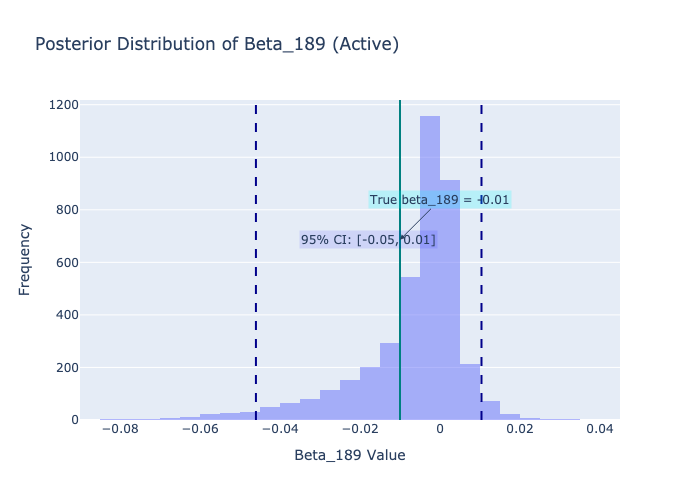 Posterior Distribution of Beta_189 (Active)
1200
1000
800
600
400
200
0
Frequency
True beta_189 = -0.01
95% CI: [-0.05, 0.01]
−0.08
−0.06
−0.04
−0.02
0
0.02
0.04
Beta_189 Value